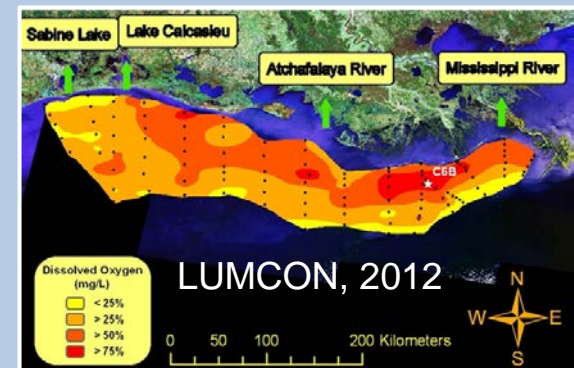 Sabine Lake
Lake Calcasieu
Atchafalaya River
Mississippi River
C6B
Dissolved Oxygen
(mg/L)
< 25%
> 25%
> 50%
> 75%
LUMCON, 2012
0 50 100 200 Kilometers
N
W E
S